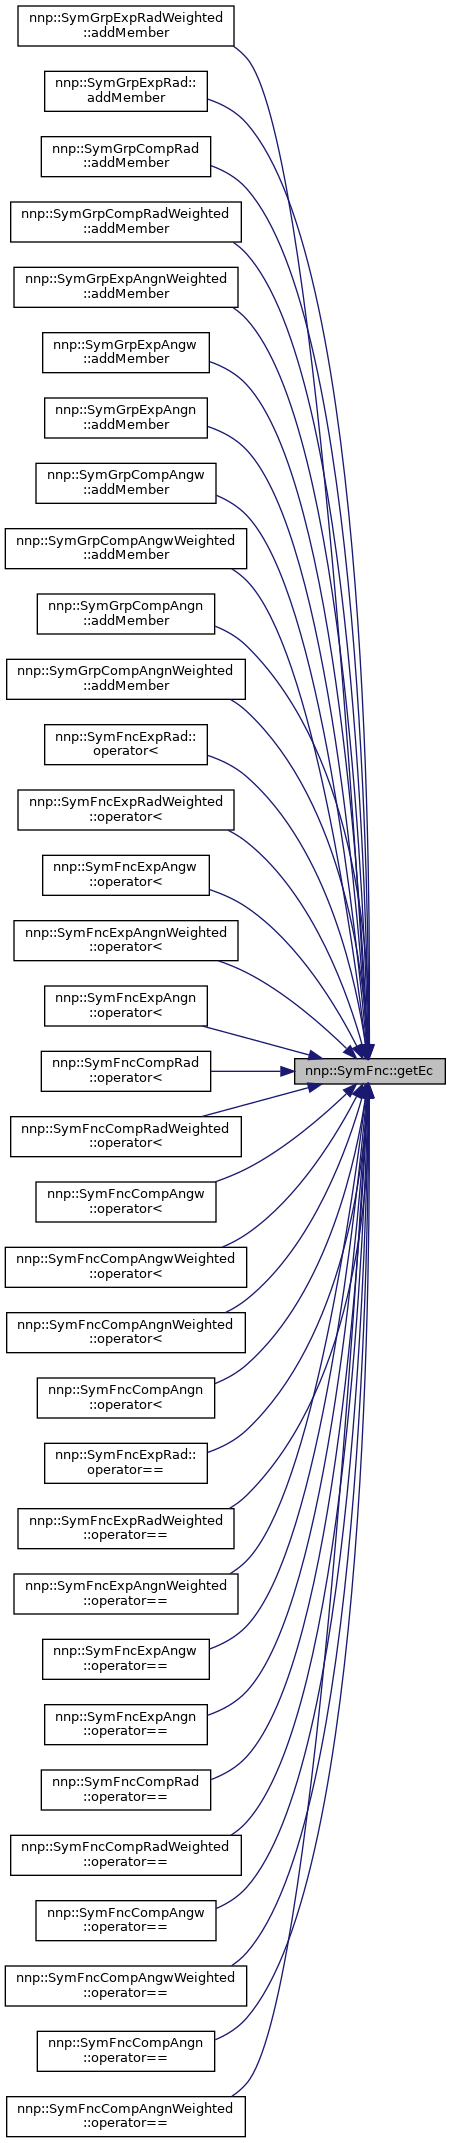 nnp::SymGrpExpRadWeighted
::addMember
nnp::SymGrpExpRad::
addMember
nnp::SymGrpCompRad
::addMember
nnp::SymGrpCompRadWeighted
::addMember
nnp::SymGrpExpAngnWeighted
::addMember
nnp::SymGrpExpAngw
::addMember
nnp::SymGrpExpAngn
::addMember
nnp::SymGrpCompAngw
::addMember
nnp::SymGrpCompAngwWeighted
::addMember
nnp::SymGrpCompAngn
::addMember
nnp::SymGrpCompAngnWeighted
::addMember
nnp::SymFncExpRad::
operator<
nnp::SymFncExpRadWeighted
::operator<
nnp::SymFncExpAngw
::operator<
nnp::SymFncExpAngnWeighted
::operator<
nnp::SymFncExpAngn
::operator<
nnp::SymFncCompRad
::operator<
nnp::SymFnc::getEc
nnp::SymFncCompRadWeighted
::operator<
nnp::SymFncCompAngw
::operator<
nnp::SymFncCompAngwWeighted
::operator<
nnp::SymFncCompAngnWeighted
::operator<
nnp::SymFncCompAngn
::operator<
nnp::SymFncExpRad::
operator==
nnp::SymFncExpRadWeighted
::operator==
nnp::SymFncExpAngnWeighted
::operator==
nnp::SymFncExpAngw
::operator==
nnp::SymFncExpAngn
::operator==
nnp::SymFncCompRad
::operator==
nnp::SymFncCompRadWeighted
::operator==
nnp::SymFncCompAngw
::operator==
nnp::SymFncCompAngwWeighted
::operator==
nnp::SymFncCompAngn
::operator==
nnp::SymFncCompAngnWeighted
::operator==